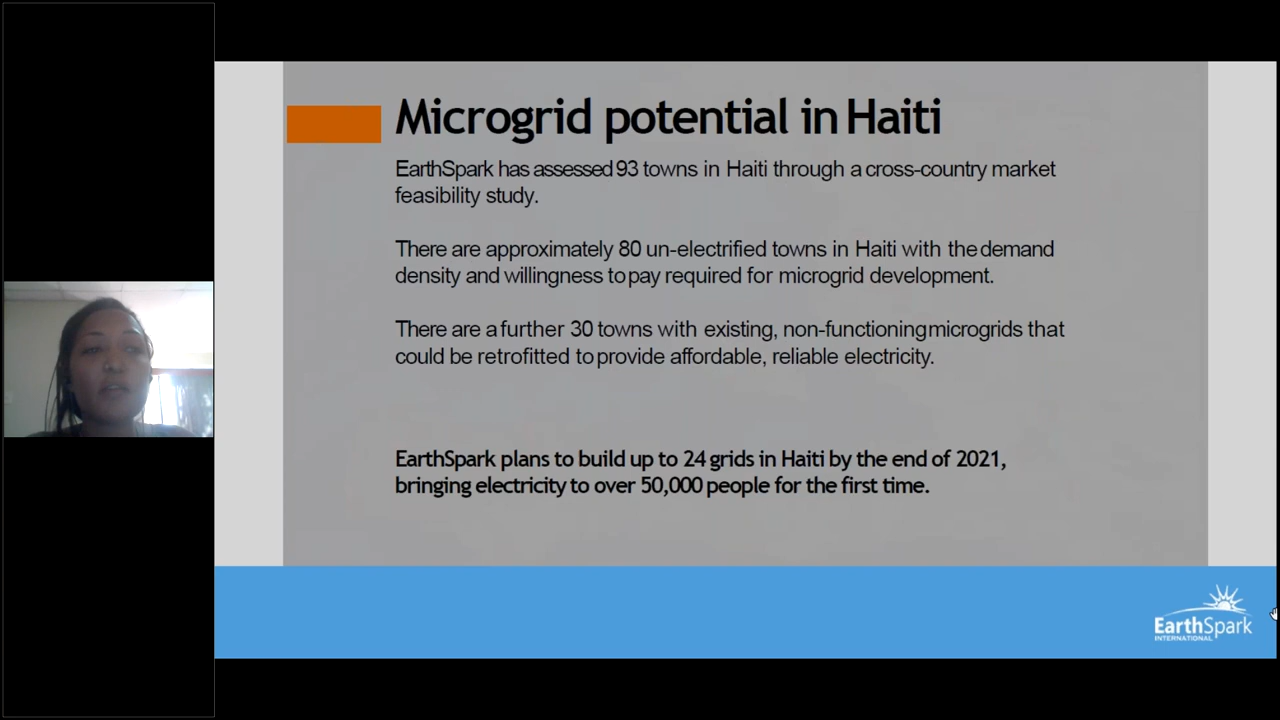 Microgrid potential in Haiti
EarthSpark has assessed 93 towns in Haiti through a cross-country market
feasibility study.
There are approximately 80 un-electrified towns in Haiti with the demand
density and willingness to pay required for microgrid development.
There are a further 30 towns with existing, non-functioning microgrids that
could be retrofitted to provide affordable, reliable electricity.
EarthSpark plans to build up to 24 grids in Haiti by the end of 2021,
bringing electricity to over 50,000 people for the first time.
EarthSpark
INTERNATIONAL